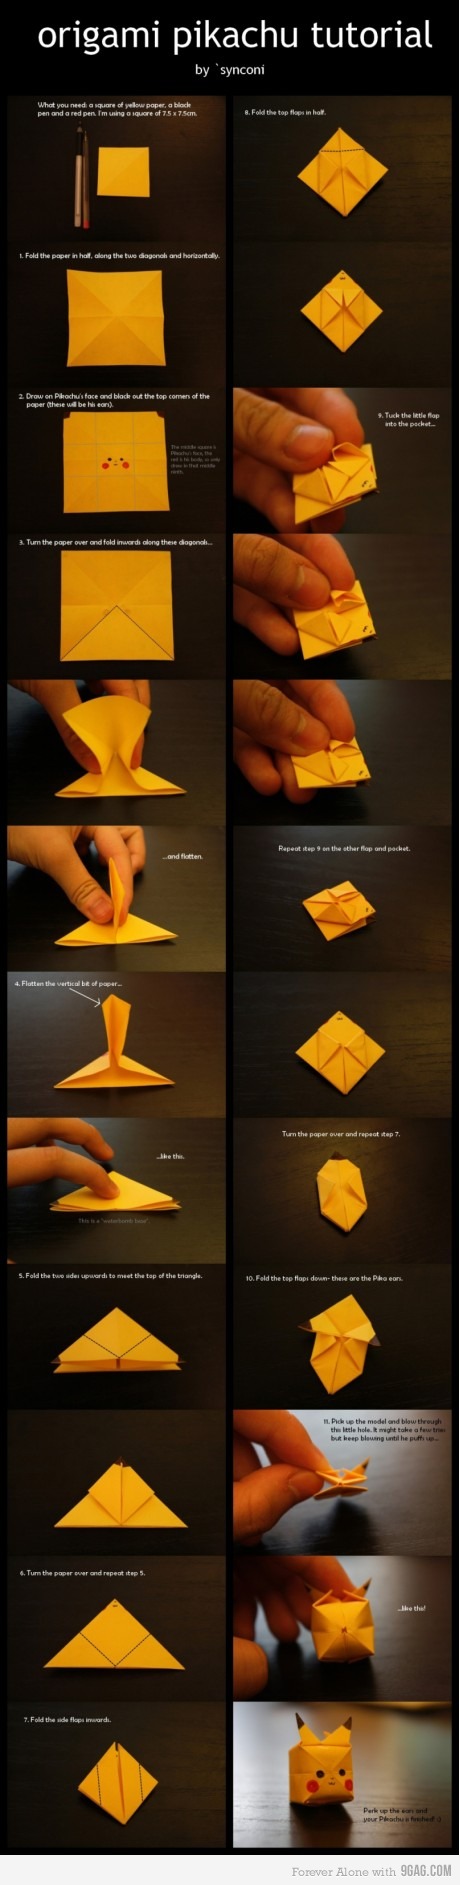 origami pikachu tutorial
by `synconi
What you need: a square of yellow paper, a black
pen and a red pen. I'm using a square of 7.5 x 7.5cm.
1. Fold the paper in half, along the two diagonals and horizontally.
2. Draw on Pikachu's face and black out the top corners of the
paper (these will be his ears).
The middle square is
Pikachu's face, the
rest is his body, so only
draw in that middle
ninth.
3. Turn the paper over and fold inwards along these diagonals...
...and flatten.
4. Flatten the vertical bit of paper...
...like this.
This is a "waterbomb base".
5. Fold the two sides upwards to meet the top of the triangle.
6. Turn the paper over and repeat step 5.
7. Fold the side flaps inwards.
8. Fold the top flaps in half.
9. Tuck the little flap
into the pocket...
Repeat step 9 on the other flap and pocket.
Turn the paper over and repeat step 7.
10. Fold the top flaps down- these are the Pika ears.
11. Pick up the model and blow through
this little hole. It might take a few tries
but keep blowing until he puffs up...
...like this!
Perk up the ears and
your Pikachu is finished! :)
Forever Alone with 9GAG.COM